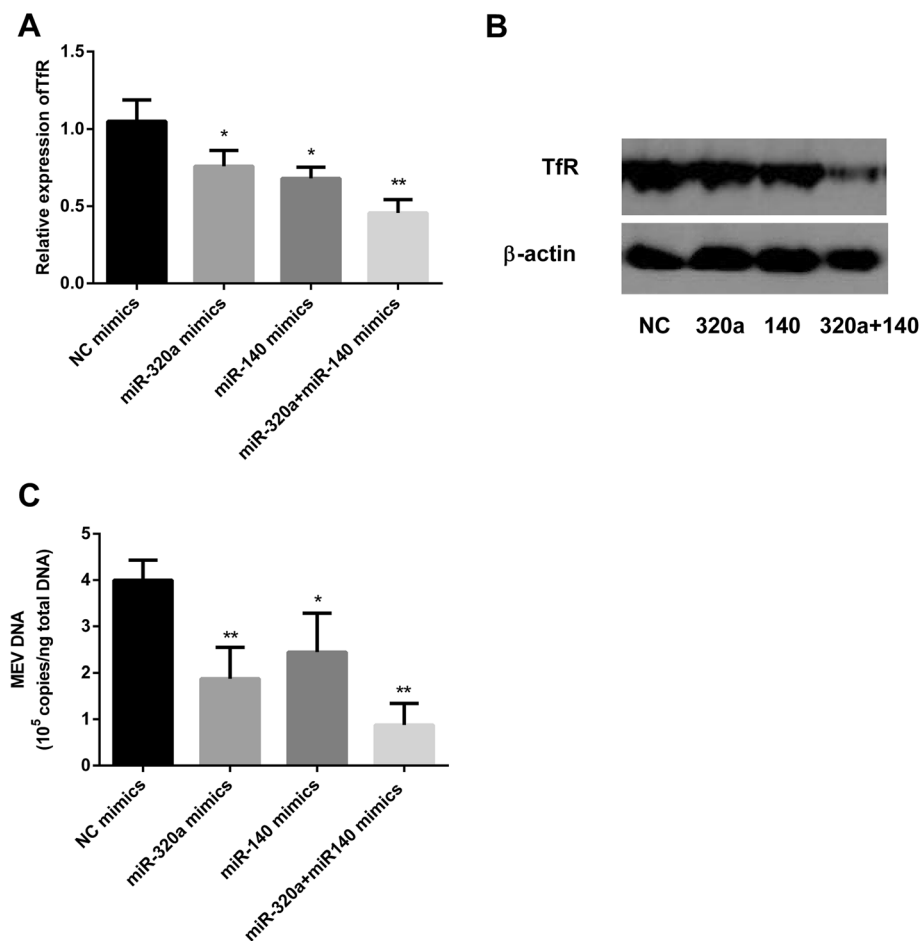 A
Relative expression ofTfR
1.5
1.0
0.5
0.0
*
*
**
NC mimics
miR-320a mimics
miR-140 mimics
miR-320a+miR-140 mimics
B
TfR
β-actin
NC 320a 140 320a+140
C
MEV DNA
(10⁵ copies/ng total DNA)
5
4
3
2
1
0
**
*
**
NC mimics
miR-320a mimics
miR-140 mimics
miR-320a+miR140 mimics